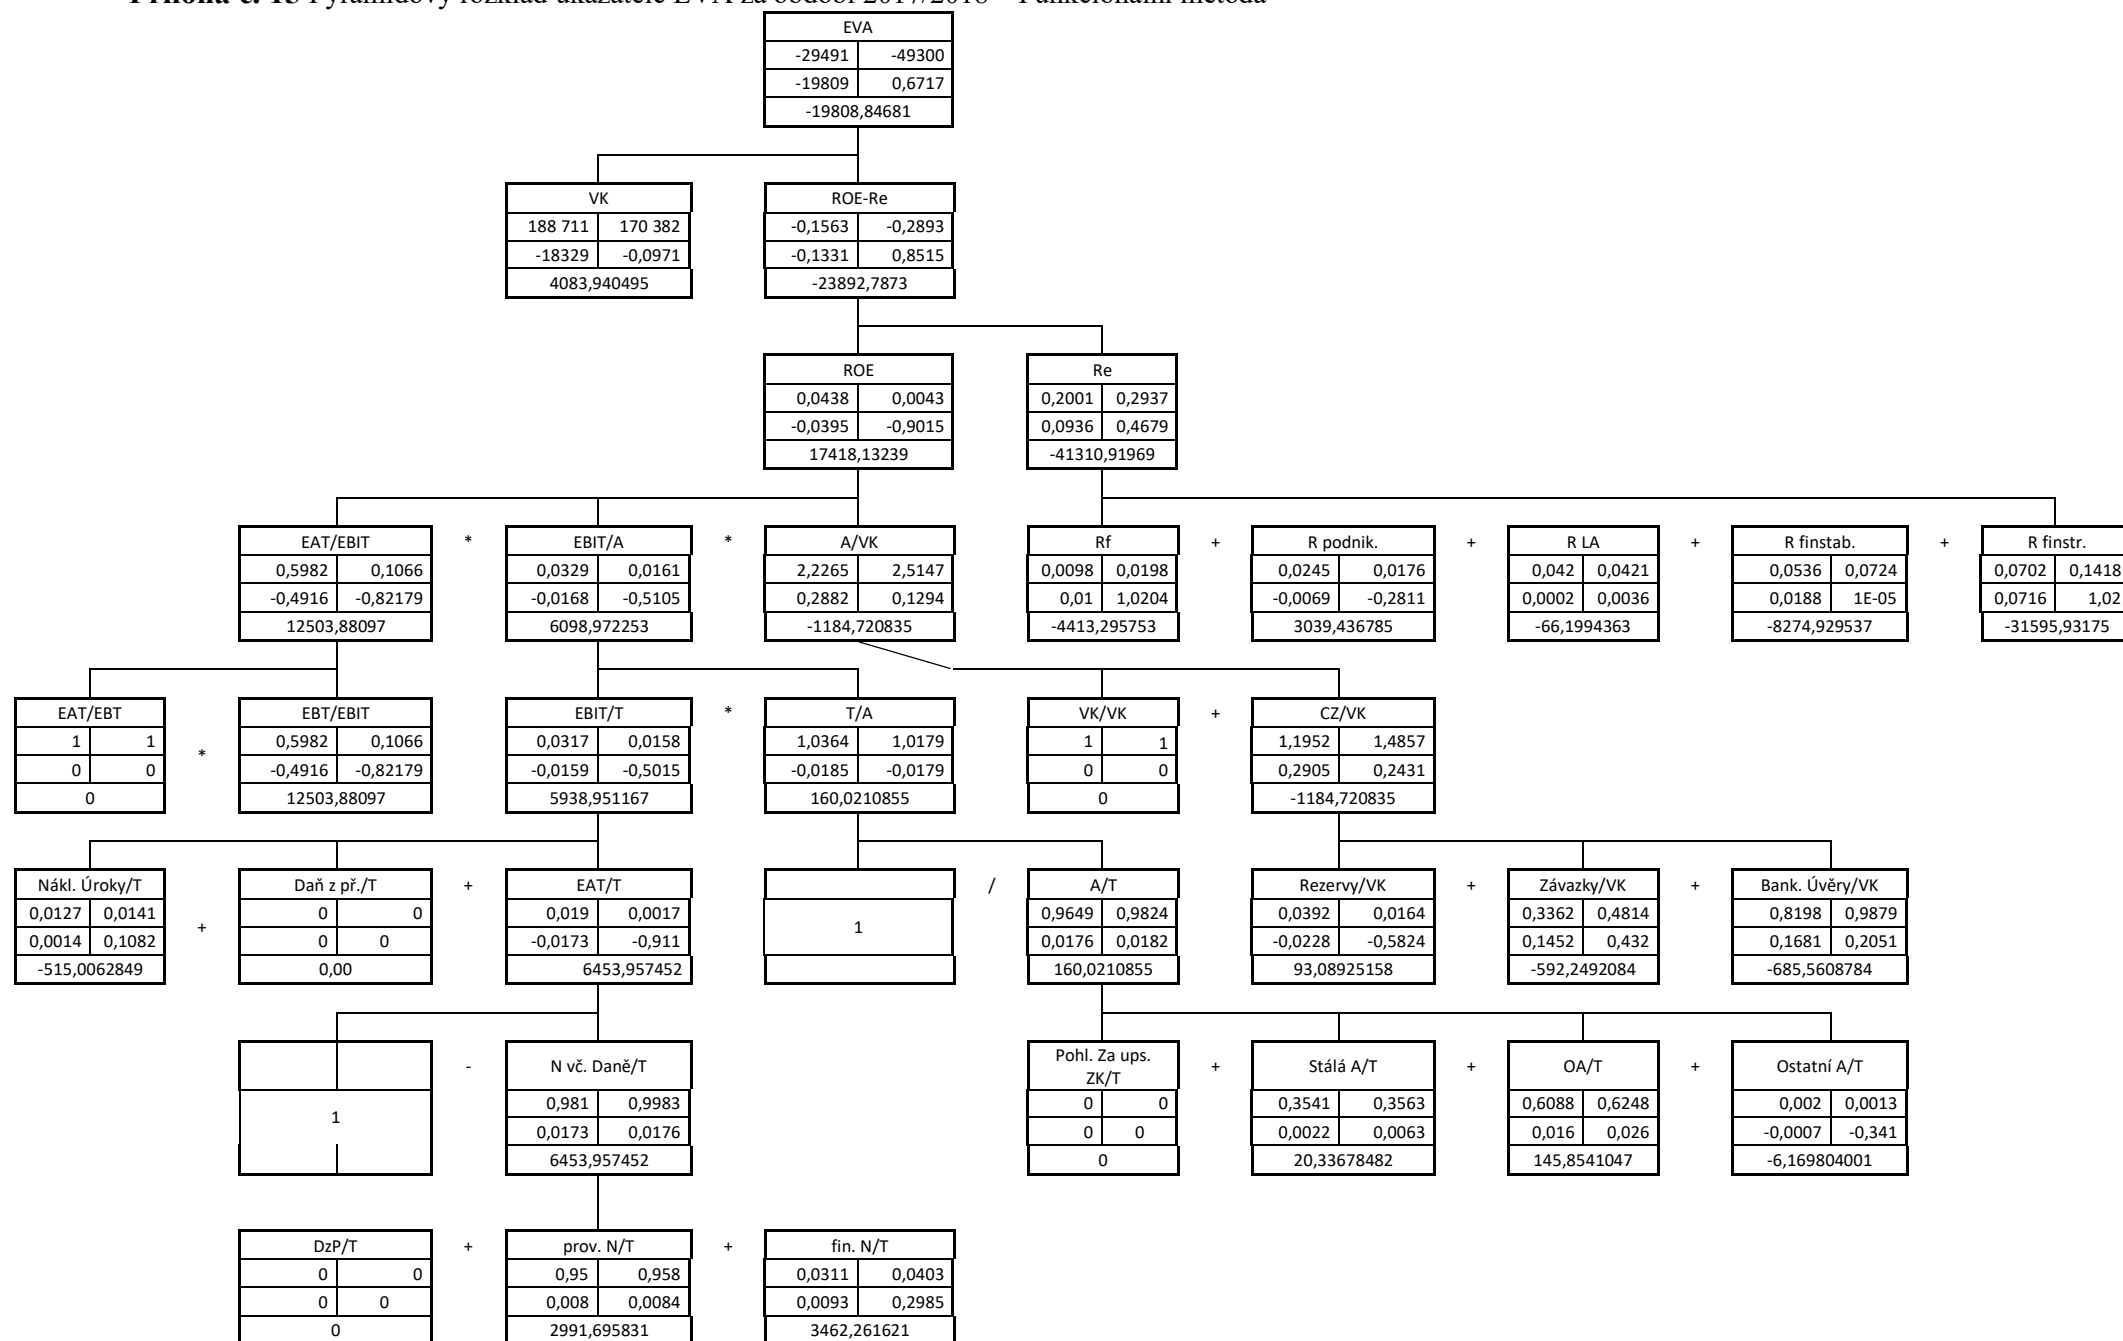 Příloha č. 13 Pyramidový rozklad ukazatele EVA za období 2017/2018 – Funkcionální metoda
EVA
-29491 -49300
-19809 0,6717
-19808,84681
VK ROE-Re
188 711 170 382 -0,1563 -0,2893
-18329 -0,0971 -0,1331 0,8515
4083,940495 -23892,7873
ROE Re
0,0438 0,0043 0,2001 0,2937
-0,0395 -0,9015 0,0936 0,4679
17418,13239 -41310,91969
EAT/EBIT * EBIT/A * A/VK Rf + R podnik. + R LA + R finstab. + R finstr.
0,5982 0,1066 0,0329 0,0161 2,2265 2,5147 0,0098 0,0198 0,0245 0,0176 0,042 0,0421 0,0536 0,0724 0,0702 0,1418
-0,4916 -0,82179 -0,0168 -0,5105 0,2882 0,1294 0,01 1,0204 -0,0069 -0,2811 0,0002 0,0036 0,0188 1E-05 0,0716 1,02
12503,88097 6098,972253 -1184,720835 -4413,295753 3039,436785 -66,1994363 -8274,929537 -31595,93175
EAT/EBT EBT/EBIT EBIT/T * T/A VK/VK + CZ/VK
1 1 * 0,5982 0,1066 0,0317 0,0158 1,0364 1,0179 1 1 1,1952 1,4857
0 0 -0,4916 -0,82179 -0,0159 -0,5015 -0,0185 -0,0179 0 0 0,2905 0,2431
0 12503,88097 5938,951167 160,0210855 0 -1184,720835
Nákl. Úroky/T Daň z př./T + EAT/T / A/T Rezervy/VK + Závazky/VK + Bank. Úvěry/VK
0,0127 0,0141 + 0 0 0,019 0,0017 1 0,9649 0,9824 0,0392 0,0164 0,3362 0,4814 0,8198 0,9879
0,0014 0,1082 0 0 -0,0173 -0,911 0,0176 0,0182 -0,0228 -0,5824 0,1452 0,432 0,1681 0,2051
-515,0062849 0,00 6453,957452 160,0210855 93,08925158 -592,2492084 -685,5608784
- N vč. Daně/T Pohl. Za ups. ZK/T + Stálá A/T + OA/T + Ostatní A/T
1 0,981 0,9983 0 0 0,3541 0,3563 0,6088 0,6248 0,002 0,0013
0,0173 0,0176 0 0 0,0022 0,0063 0,016 0,026 -0,0007 -0,341
6453,957452 0 20,33678482 145,8541047 -6,169804001
DzP/T + prov. N/T + fin. N/T
0 0 0,95 0,958 0,0311 0,0403
0 0 0,008 0,0084 0,0093 0,2985
0 2991,695831 3462,261621